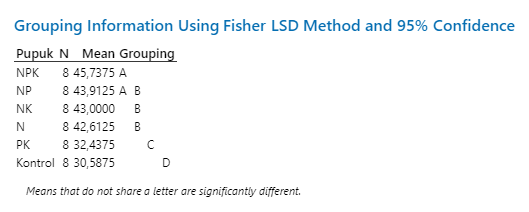 Grouping Information Using Fisher LSD Method and 95% Confidence
Pupuk N Mean Grouping
NPK 8 45,7375 A
NP 8 43,9125 A B
NK 8 43,0000 B
N 8 42,6125 B
PK 8 32,4375 C
Kontrol 8 30,5875 D
Means that do not share a letter are significantly different.